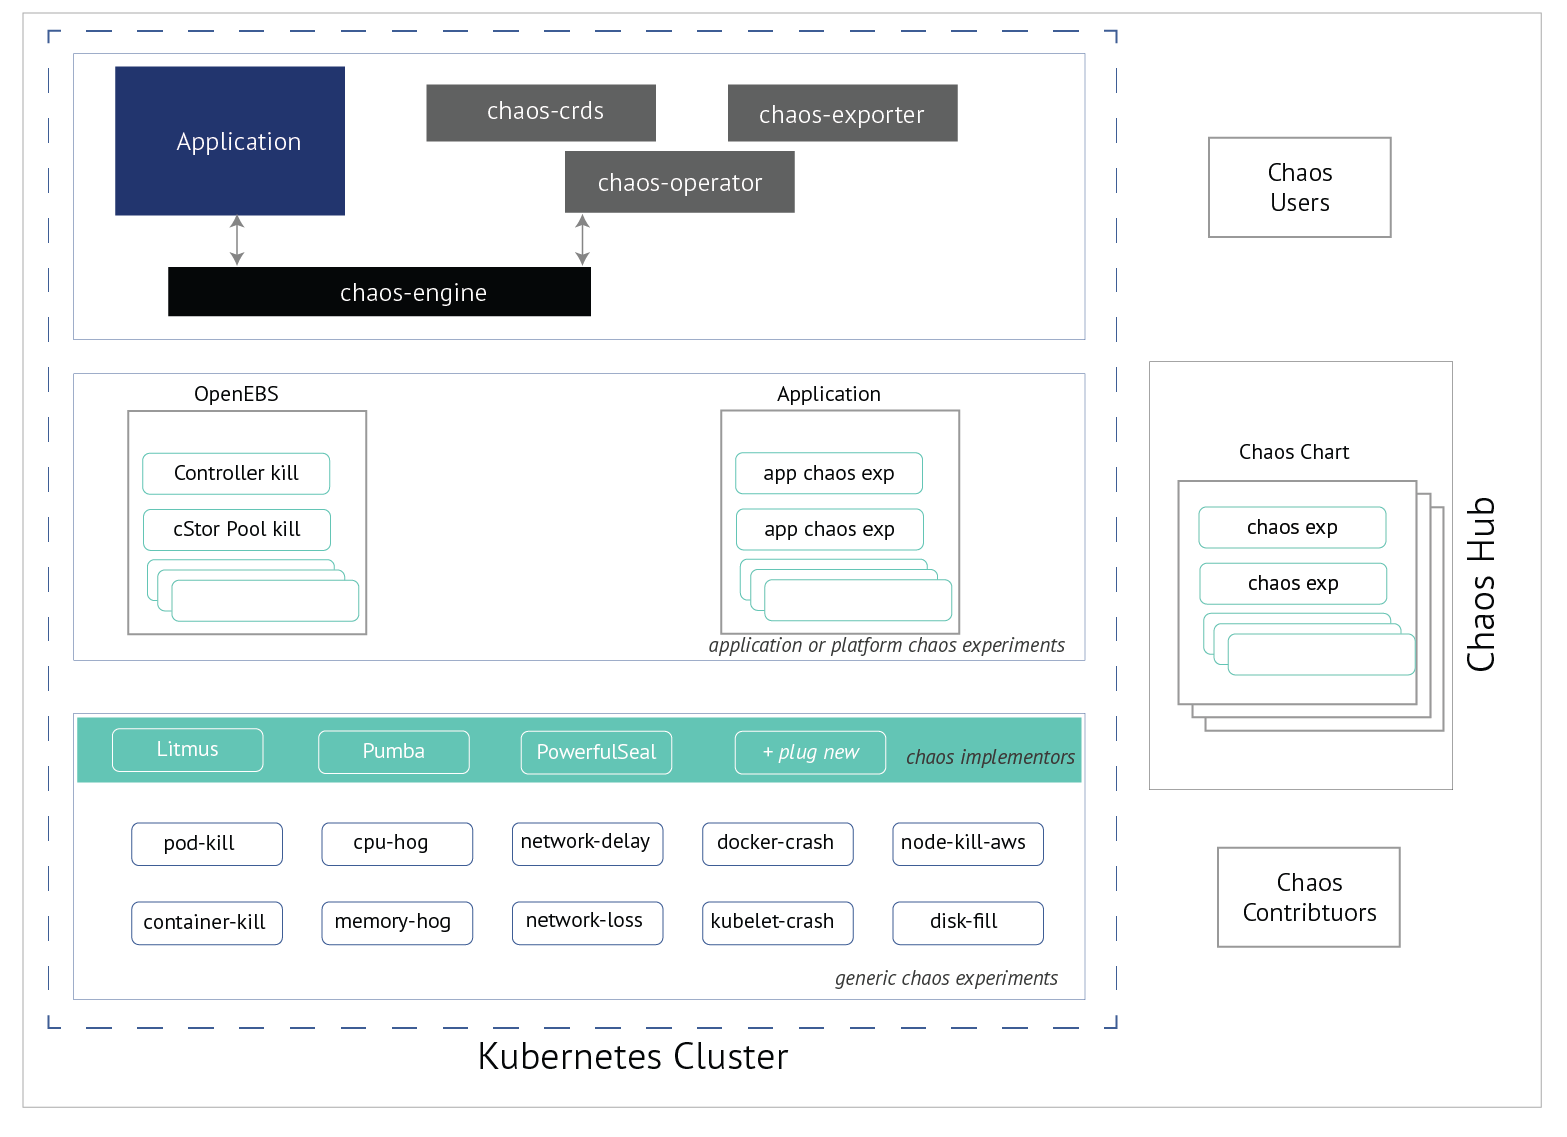 Application
chaos-crds
chaos-exporter
chaos-operator
chaos-engine
OpenEBS
Controller kill
cStor Pool kill
Application
app chaos exp
app chaos exp
application or platform chaos experiments
Litmus
Pumba
PowerfulSeal
+ plug new
chaos implementors
pod-kill
cpu-hog
network-delay
docker-crash
node-kill-aws
container-kill
memory-hog
network-loss
kubelet-crash
disk-fill
generic chaos experiments
Kubernetes Cluster
Chaos
Users
Chaos Chart
chaos exp
chaos exp
Chaos Hub
Chaos
Contribtuors